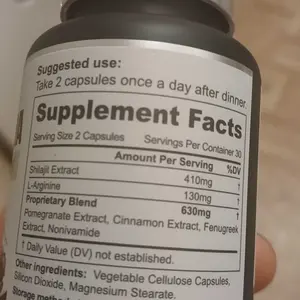 Suggested use:
Take 2 capsules once a day after dinner.
Supplement Facts
Serving Size 2 Capsules Servings Per Container 30
Amount Per Serving %DV
Shilajit Extract 410mg †
L-Arginine 130mg †
Proprietary Blend 630mg †
Pomegranate Extract, Cinnamon Extract, Fenugreek
Extract, Nonivamide
† Daily Value (DV) not established.
Other ingredients: Vegetable Cellulose Capsules,
Silicon Dioxide, Magnesium Stearate.
Storage